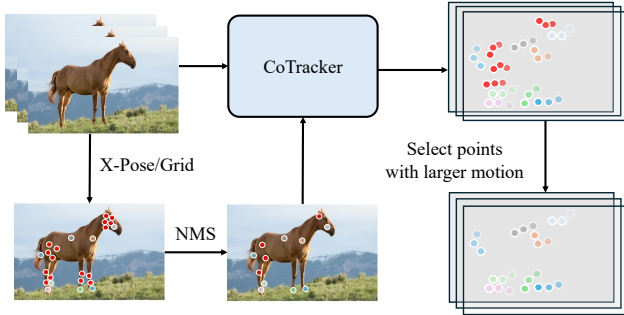 CoTracker
X-Pose/Grid
Select points
with larger motion
NMS